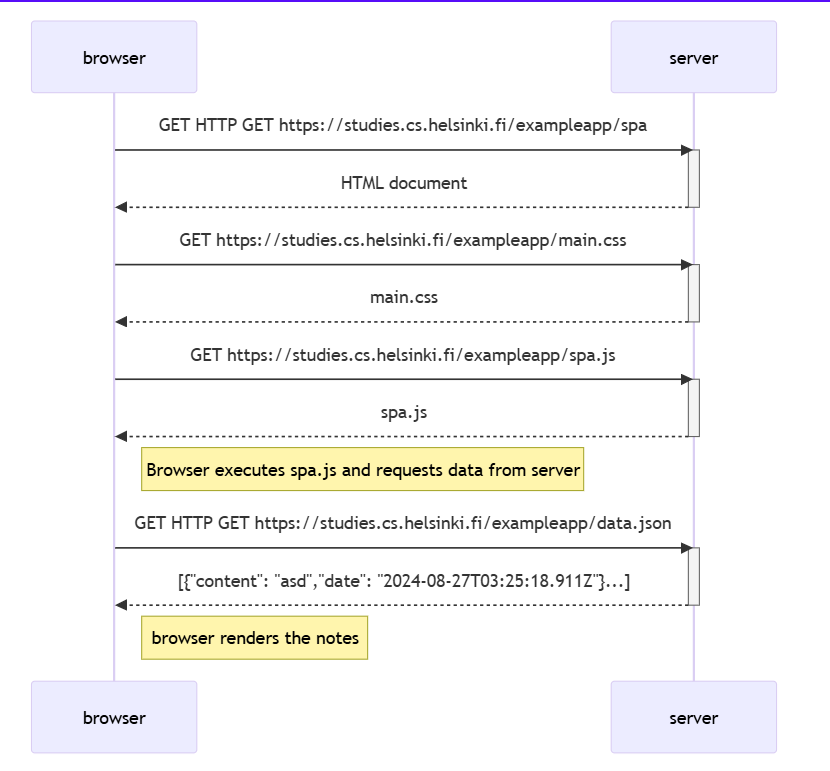 browser
server
GET HTTP GET https://studies.cs.helsinki.fi/exampleapp/spa
HTML document
GET https://studies.cs.helsinki.fi/exampleapp/main.css
main.css
GET https://studies.cs.helsinki.fi/exampleapp/spa.js
spa.js
Browser executes spa.js and requests data from server
GET HTTP GET https://studies.cs.helsinki.fi/exampleapp/data.json
[{"content": "asd","date": "2024-08-27T03:25:18.911Z"}...]
browser renders the notes
browser
server